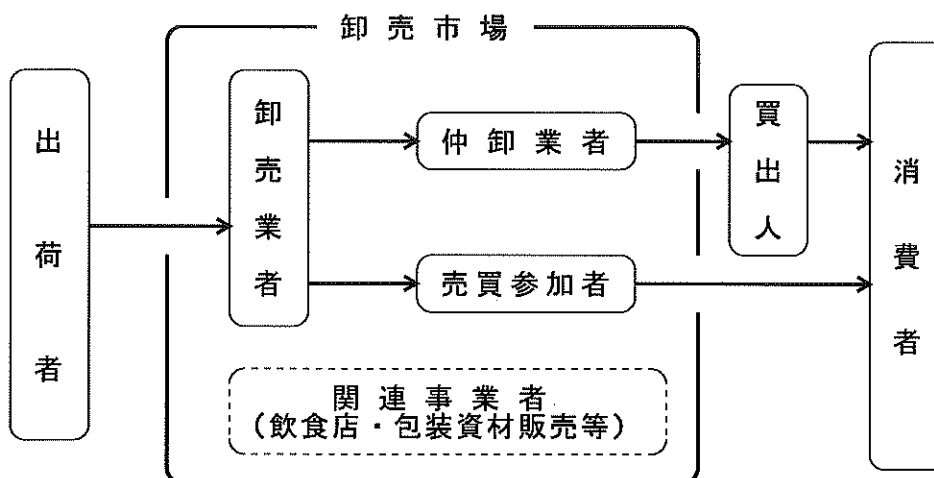 卸売市場
出荷者
卸売業者
仲卸業者
売買参加者
買出人
消費者
関連事業者
(飲食店・包装資材販売等)